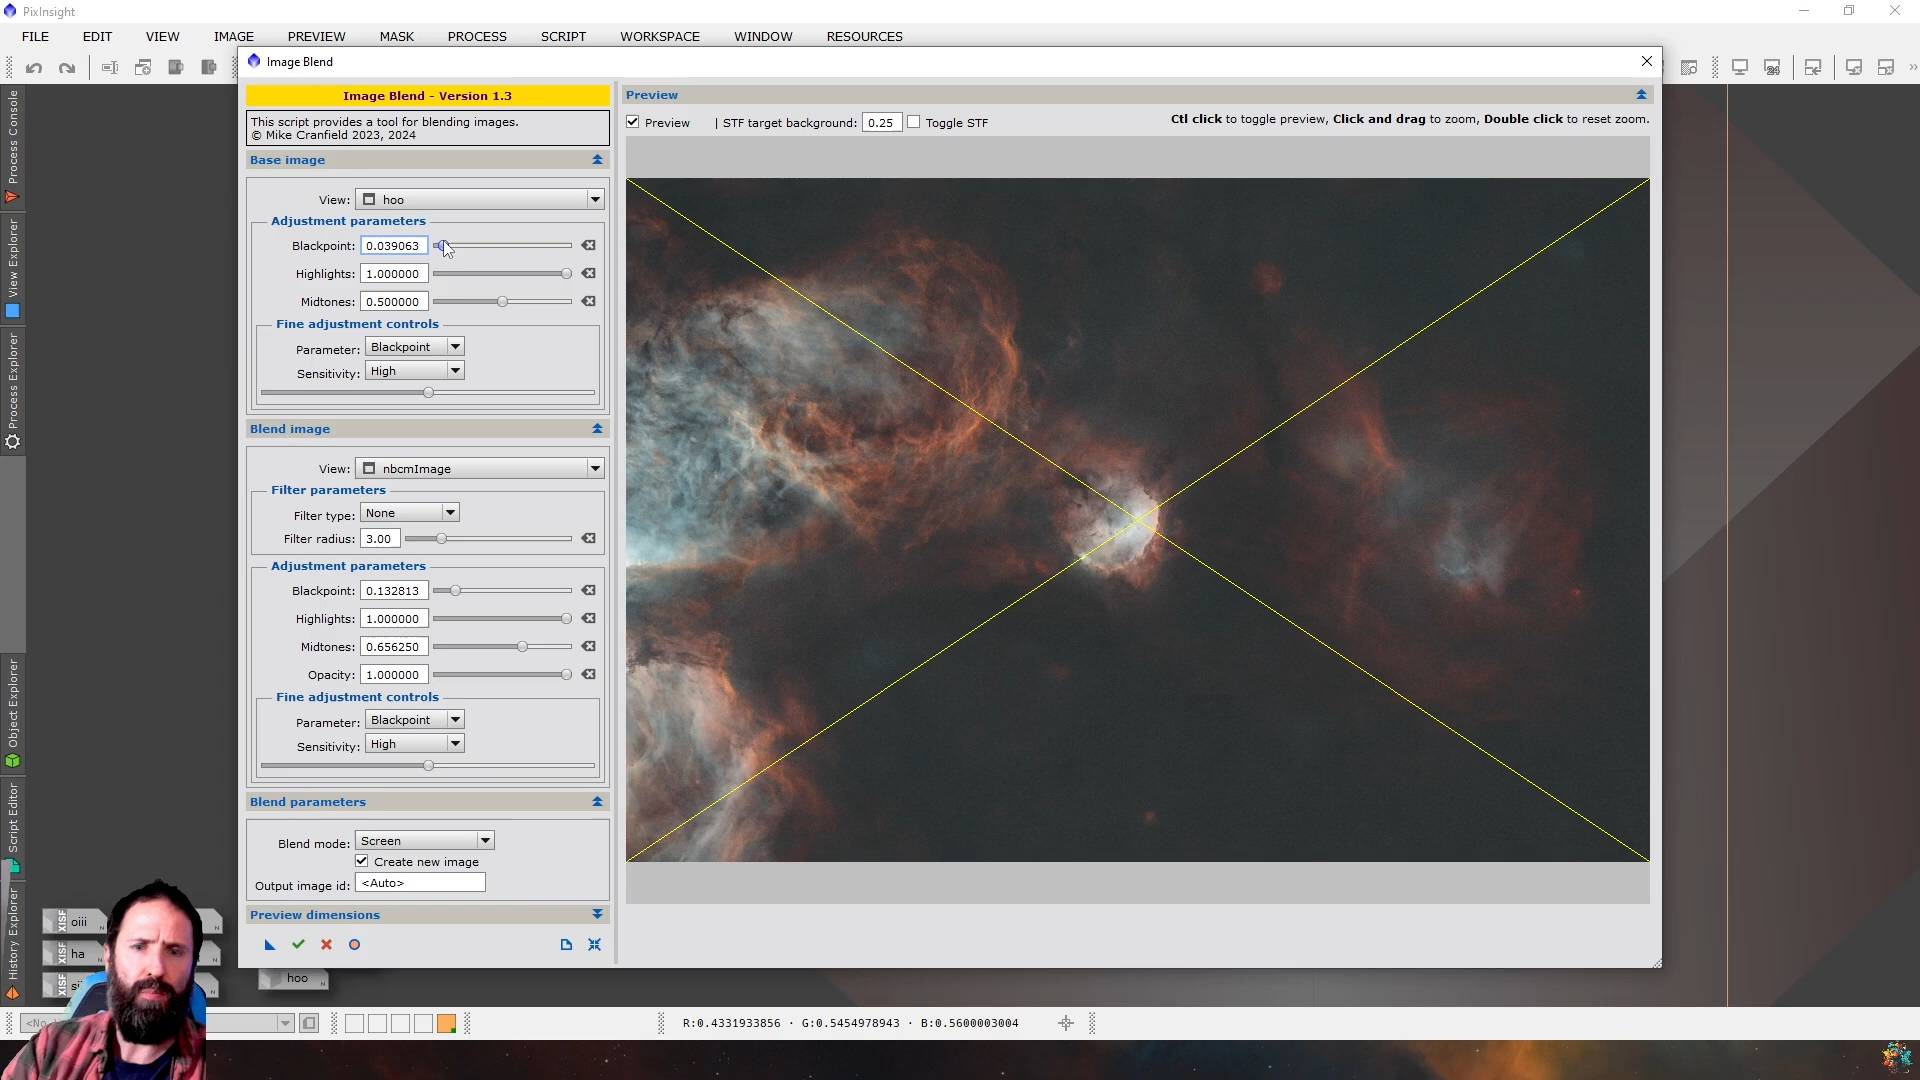 PixInsight
FILE EDIT VIEW IMAGE PREVIEW MASK PROCESS SCRIPT WORKSPACE WINDOW RESOURCES
Image Blend
Image Blend - Version 1.3
This script provides a tool for blending images.
© Mike Cranfield 2023, 2024
Base image
View: hoo
Adjustment parameters
Blackpoint: 0.039063
Highlights: 1.000000
Midtones: 0.500000
Fine adjustment controls
Parameter: Blackpoint
Sensitivity: High
Blend image
View: nbcmImage
Filter parameters
Filter type: None
Filter radius: 3.00
Adjustment parameters
Blackpoint: 0.132813
Highlights: 1.000000
Midtones: 0.656250
Opacity: 1.000000
Fine adjustment controls
Parameter: Blackpoint
Sensitivity: High
Blend parameters
Blend mode: Screen
Create new image
Output image id: <Auto>
Preview dimensions
Preview
Preview | STF target background: 0.25 Toggle STF
Ctl click to toggle preview, Click and drag to zoom, Double click to reset zoom.
Process Console
View Explorer
Process Explorer
Object Explorer
Script Editor
History Explorer
XISF oiii N
XISF ha
XISF
hoo N
<No
R:0.4331933856 · G:0.5454978943 · B:0.5600003004